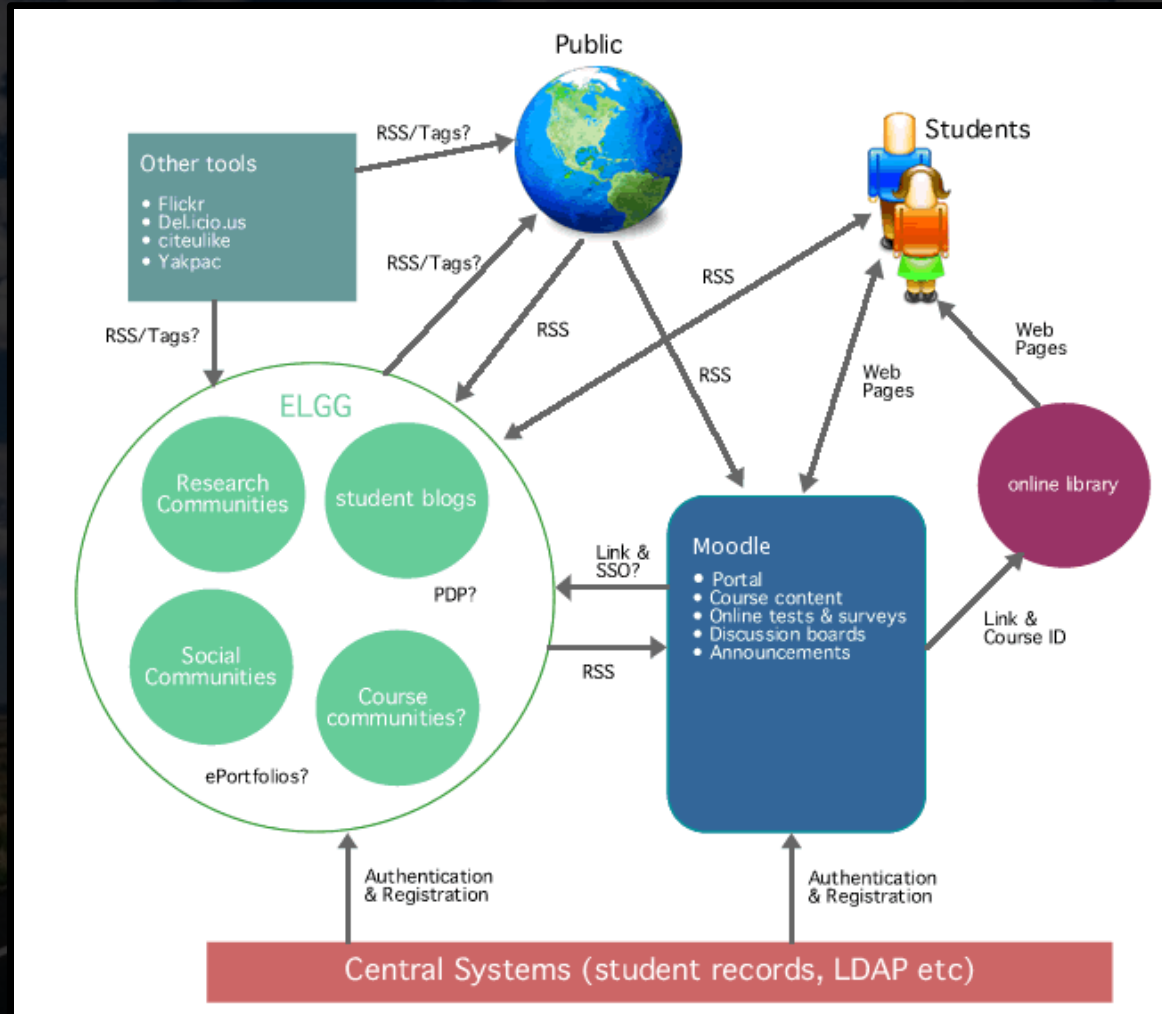 Public
Students
RSS/Tags?
Other tools
• Flickr
• Del.icio.us
• citeulike
• Yakpac
RSS/Tags?
RSS
RSS/Tags?
RSS
RSS
Web
Pages
Web
Pages
ELGG
Research
Communities
student blogs
online library
Link &
SSO?
PDP?
Moodle
• Portal
• Course content
• Online tests & surveys
• Discussion boards
• Announcements
Link &
Course ID
Social
Communities
RSS
Course
communities?
ePortfolios?
Authentication
& Registration
Authentication
& Registration
Central Systems (student records, LDAP etc)